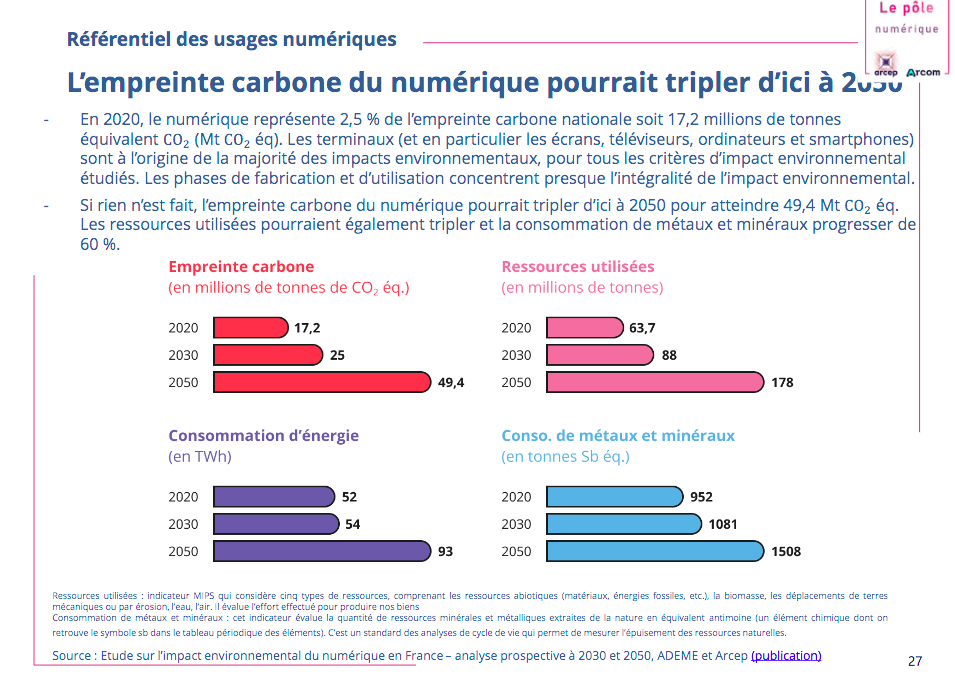 Le pôle
numérique
arcep Arcom
Référentiel des usages numériques
L’empreinte carbone du numérique pourrait tripler d’ici à 2050
- En 2020, le numérique représente 2,5 % de l’empreinte carbone nationale soit 17,2 millions de tonnes
équivalent CO₂ (Mt CO₂ éq). Les terminaux (et en particulier les écrans, téléviseurs, ordinateurs et smartphones)
sont à l’origine de la majorité des impacts environnementaux, pour tous les critères d’impact environnemental
étudiés. Les phases de fabrication et d’utilisation concentrent presque l’intégralité de l’impact environnemental.
- Si rien n’est fait, l’empreinte carbone du numérique pourrait tripler d’ici à 2050 pour atteindre 49,4 Mt CO₂ éq.
Les ressources utilisées pourraient également tripler et la consommation de métaux et minéraux progresser de
60 %.
Empreinte carbone
(en millions de tonnes de CO₂ éq.)
2020 17,2
2030 25
2050 49,4
Ressources utilisées
(en millions de tonnes)
2020 63,7
2030 88
2050 178
Consommation d’énergie
(en TWh)
2020 52
2030 54
2050 93
Conso. de métaux et minéraux
(en tonnes Sb éq.)
2020 952
2030 1081
2050 1508
Ressources utilisées : indicateur MIPS qui considère cinq types de ressources, comprenant les ressources abiotiques (matériaux, énergies fossiles, etc.), la biomasse, les déplacements de terres
mécaniques ou par érosion, l’eau, l’air. Il évalue l’effort effectué pour produire nos biens
Consommation de métaux et minéraux : cet indicateur évalue la quantité de ressources minérales et métalliques extraites de la nature en équivalent antimoine (un élément chimique dont on
retrouve le symbole sb dans le tableau périodique des éléments). C’est un standard des analyses de cycle de vie qui permet de mesurer l’épuisement des ressources naturelles.
Source : Etude sur l’impact environnemental du numérique en France – analyse prospective à 2030 et 2050, ADEME et Arcep (publication)
27